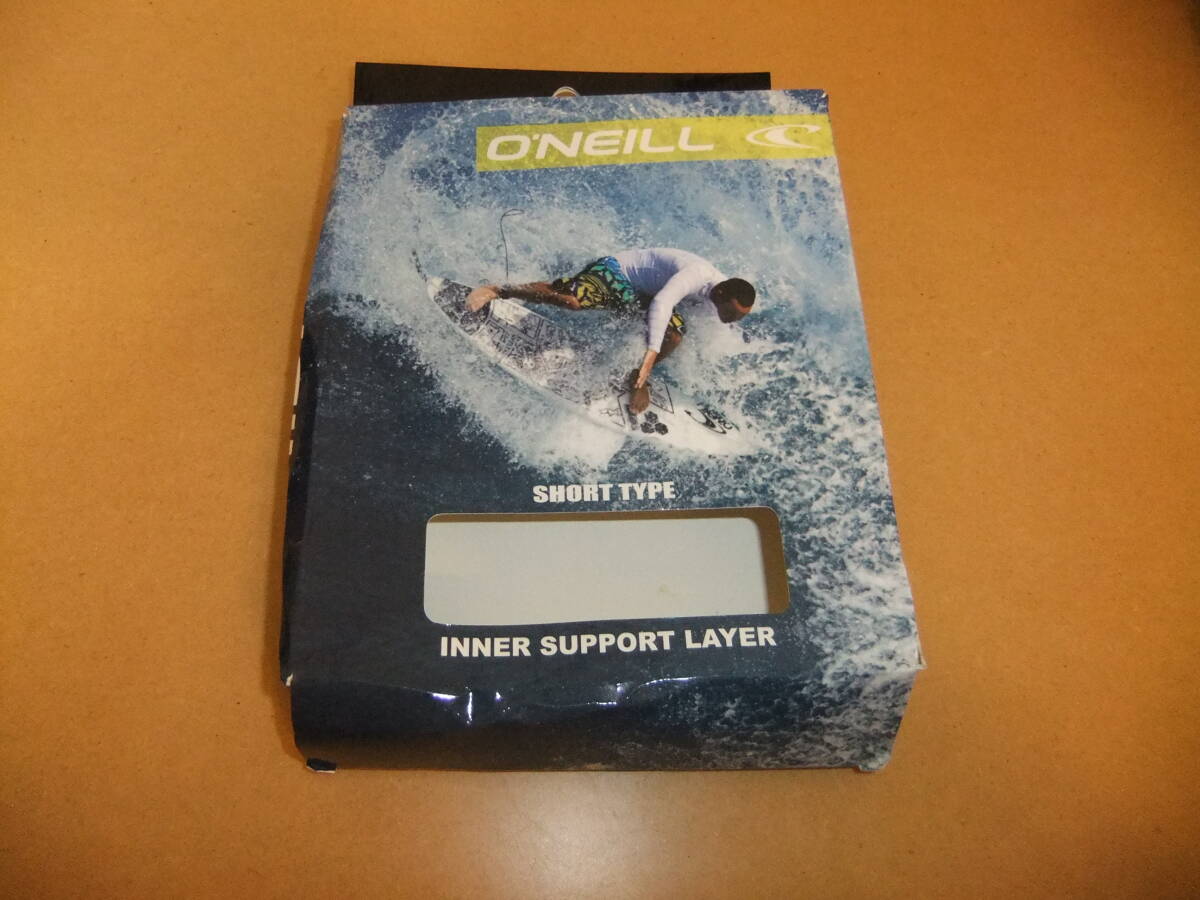 O'NEILL
SHORT TYPE
INNER SUPPORT LAYER